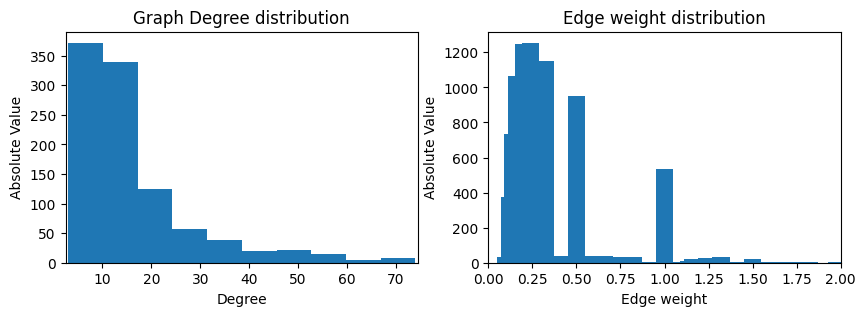 Graph Degree distribution
Absolute Value
350
300
250
200
150
100
50
0
10 20 30 40 50 60 70
Degree
Edge weight distribution
Absolute Value
1200
1000
800
600
400
200
0
0.00 0.25 0.50 0.75 1.00 1.25 1.50 1.75 2.00
Edge weight